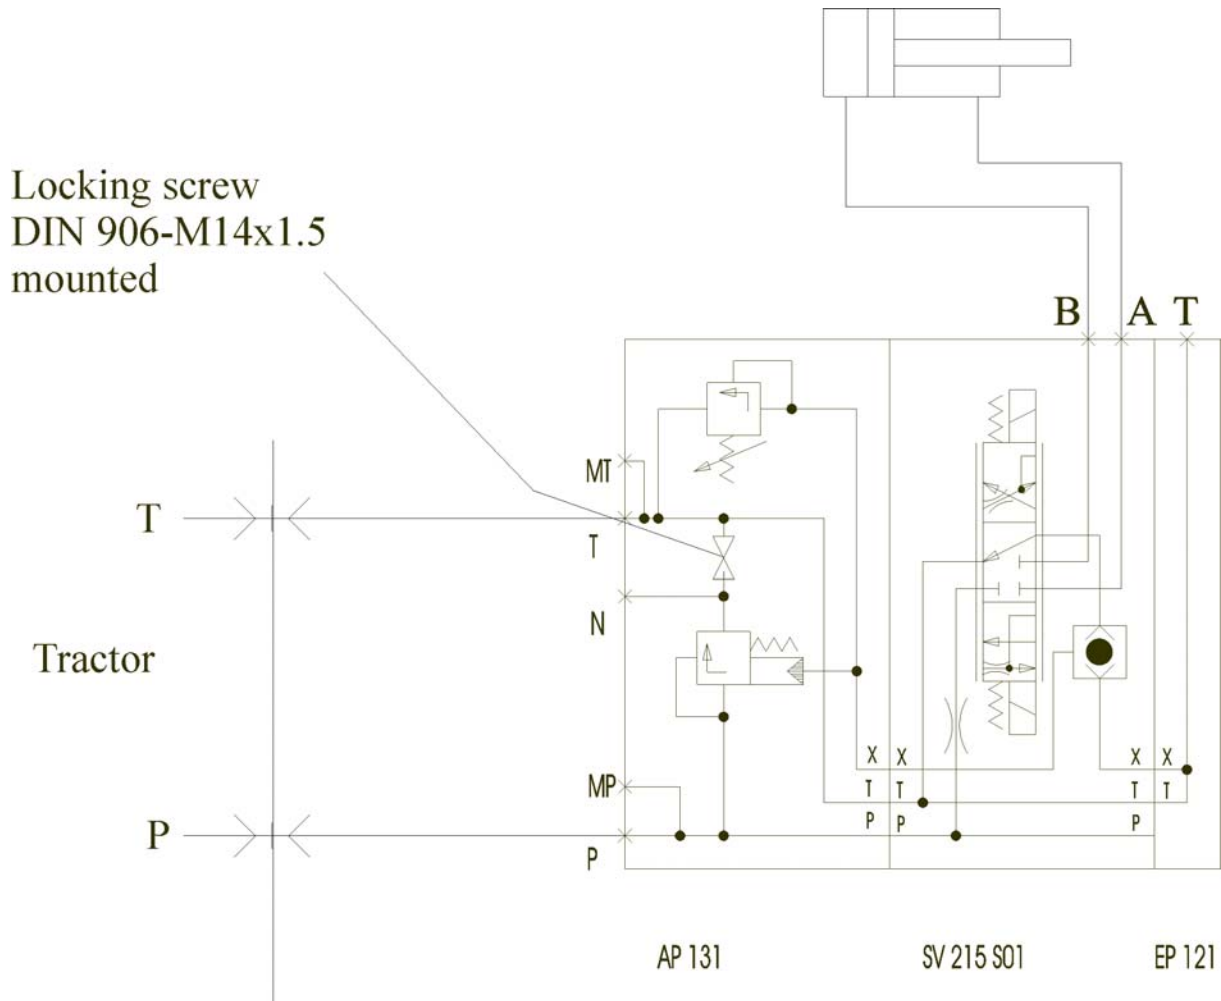 Locking screw
DIN 906-M14x1.5
mounted
B A T
MT
T
T
N
Tractor
X X X X
MP
T T T T
P P P
P
P
AP 131
SV 215 S01
EP 121